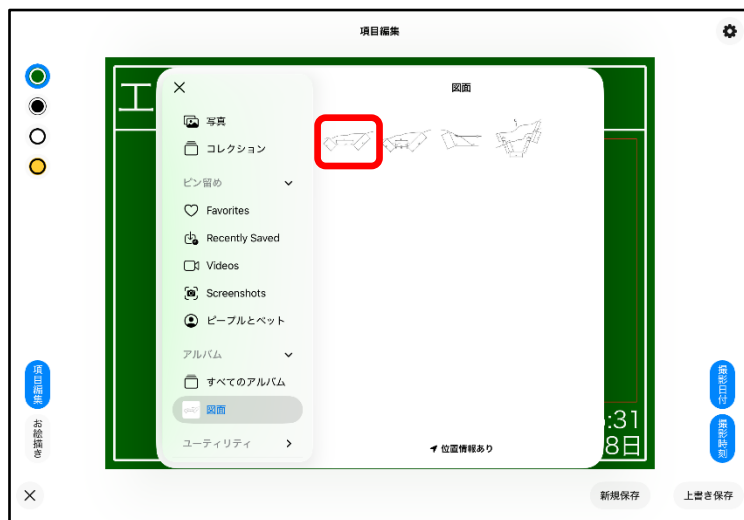 項目編集
工
図面
写真
コレクション
ピン留め
Favorites
Recently Saved
Videos
Screenshots
ピープルとペット
アルバム
すべてのアルバム
図面
ユーティリティ
位置情報あり
:31
8日
項目編集
お絵描き
撮影日付
撮影時刻
新規保存
上書き保存